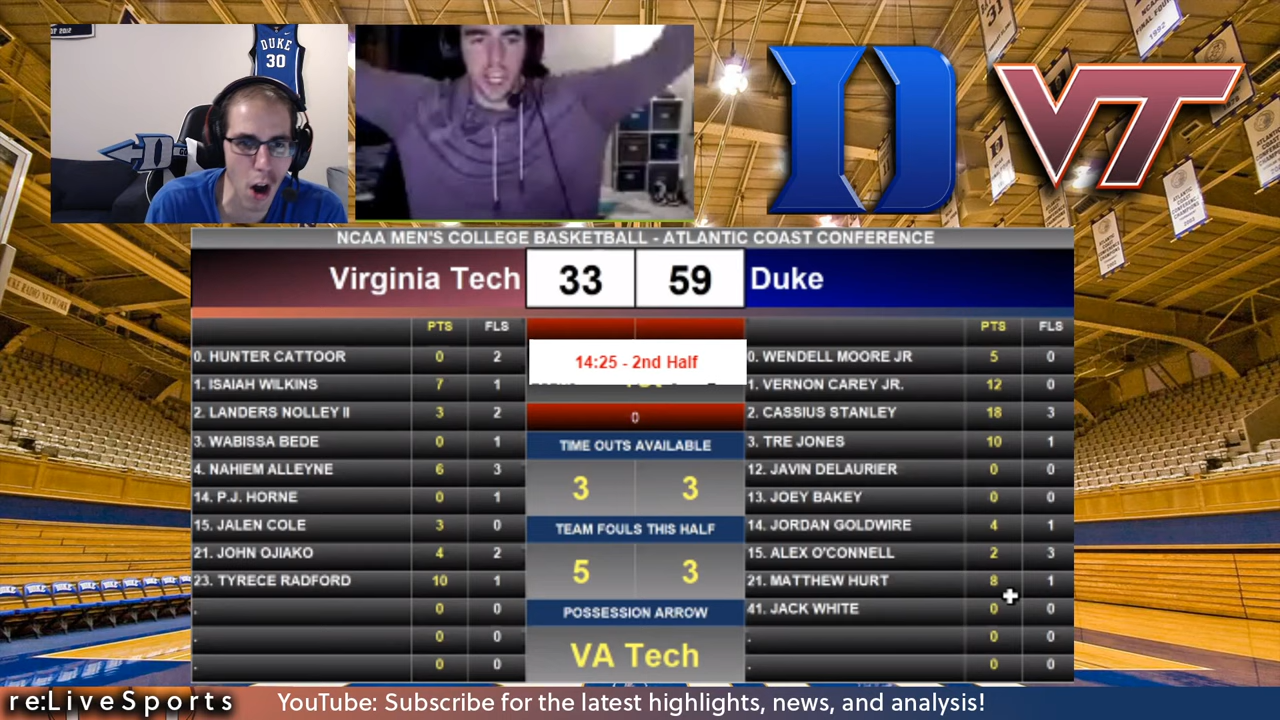 DUKE
30
D
D
VT
NCAA MEN'S COLLEGE BASKETBALL - ATLANTIC COAST CONFERENCE
Virginia Tech 33 59 Duke
PTS FLS
PTS FLS
0. HUNTER CATTOOR 0 2
1. ISAIAH WILKINS 7 1
2. LANDERS NOLLEY II 3 2
3. WABISSA BEDE 0 1
4. NAHIEM ALLEYNE 6 3
14. P.J. HORNE 0 1
15. JALEN COLE 3 0
21. JOHN OJIAKO 4 2
23. TYRECE RADFORD 10 1
. 0 0
. 0 0
. 0 0
14:25 - 2nd Half
0
TIME OUTS AVAILABLE
3 3
TEAM FOULS THIS HALF
5 3
POSSESSION ARROW
VA Tech
0. WENDELL MOORE JR 5 0
1. VERNON CAREY JR. 12 0
2. CASSIUS STANLEY 18 3
3. TRE JONES 10 1
12. JAVIN DELAURIER 0 0
13. JOEY BAKEY 0 0
14. JORDAN GOLDWIRE 4 1
15. ALEX O'CONNELL 2 3
21. MATTHEW HURT 8 1
41. JACK WHITE 0 0
. 0 0
. 0 0
re:LiveSports YouTube: Subscribe for the latest highlights, news, and analysis!